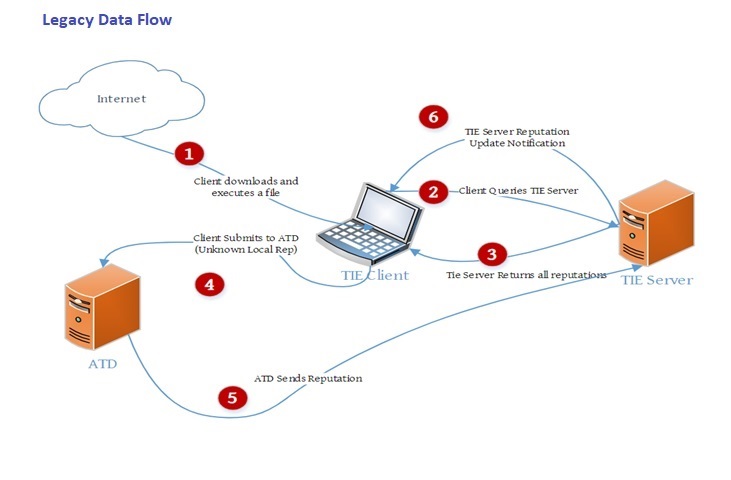 Legacy Data Flow
Internet
6
TIE Server Reputation
Update Notification
1
Client downloads and
executes a file
2
Client Queries TIE Server
Client Submits to ATD
(Unknown Local Rep)
3
Tie Server Returns all reputations
TIE Client
TIE Server
4
ATD
ATD Sends Reputation
5